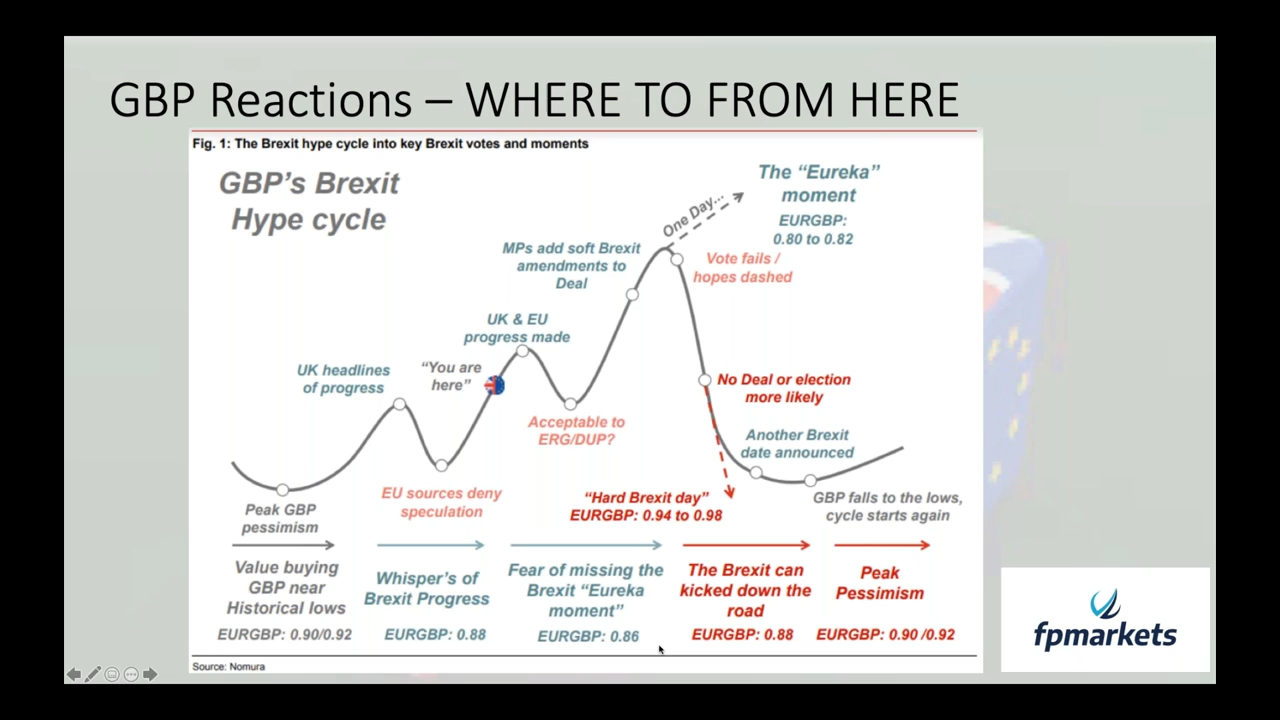 GBP Reactions – WHERE TO FROM HERE
Fig. 1: The Brexit hype cycle into key Brexit votes and moments
GBP's Brexit
Hype cycle
The “Eureka”
moment
EURGBP:
0.80 to 0.82
One Day...
MPs add soft Brexit
amendments to
Deal
Vote fails /
hopes dashed
UK & EU
progress made
UK headlines
of progress
“You are
here”
No Deal or election
more likely
Acceptable to
ERG/DUP?
Another Brexit
date announced
EU sources deny
speculation
“Hard Brexit day”
EURGBP: 0.94 to 0.98
GBP falls to the lows,
cycle starts again
Peak GBP
pessimism
Value buying
GBP near
Historical lows
EURGBP: 0.90/0.92
Whisper's of
Brexit Progress
EURGBP: 0.88
Fear of missing the
Brexit “Eureka
moment”
EURGBP: 0.86
The Brexit can
kicked down the
road
EURGBP: 0.88
Peak
Pessimism
EURGBP: 0.90 /0.92
Source: Nomura
fpmarkets